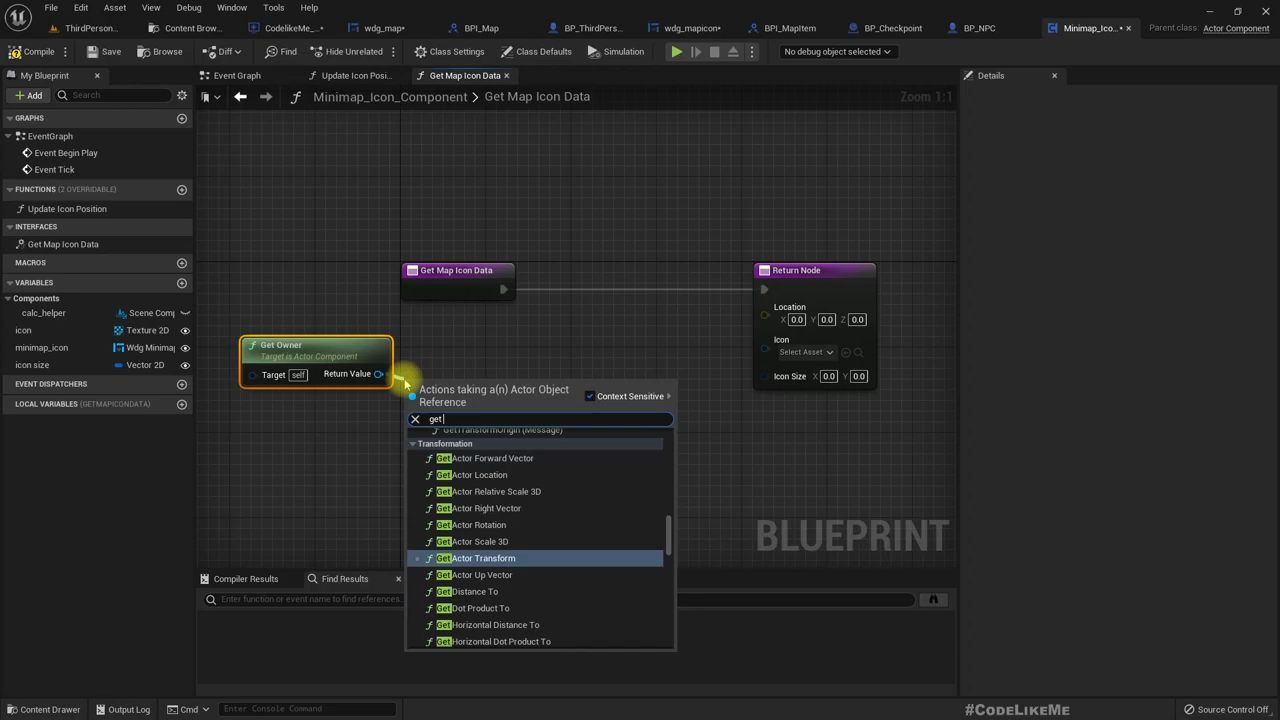 File Edit Asset View Debug Window Tools Help
ThirdPerson... Content Brow... CodelikeMe_... wdg_map• BPI_Map BP_ThirdPers... wdg_mapicon• BPI_MapItem BP_Checkpoint BP_NPC Minimap_Ico...• Parent class: Actor Component
Compile Save Browse Diff Find Hide Unrelated Class Settings Class Defaults Simulation No debug object selected
My Blueprint Event Graph Update Icon Posi... Get Map Icon Data Details
Add Search Minimap_Icon_Component > Get Map Icon Data Zoom 1:1
GRAPHS
EventGraph
Event Begin Play
Event Tick
FUNCTIONS (2 OVERRIDABLE)
Update Icon Position
INTERFACES
Get Map Icon Data
MACROS
VARIABLES
Components
calc_helper Scene Comp
icon Texture 2D
minimap_icon Wdg Minimap
icon size Vector 2D
EVENT DISPATCHERS
LOCAL VARIABLES (GETMAPICONDATA)
Get Map Icon Data
Return Node
Location
X 0.0 Y 0.0 Z 0.0
Icon
Select Asset
Icon Size X 0.0 Y 0.0
Get Owner
Target is Actor Component
Target self Return Value
Actions taking a(n) Actor Object
Reference
Context Sensitive
get
GetTransformOrigin (Message)
Transformation
Get Actor Forward Vector
Get Actor Location
Get Actor Relative Scale 3D
Get Actor Right Vector
Get Actor Rotation
Get Actor Scale 3D
Get Actor Transform
Get Actor Up Vector
Get Distance To
Get Dot Product To
Get Horizontal Distance To
Get Horizontal Dot Product To
BLUEPRINT
Compiler Results Find Results
Enter function or event name to find references...
#CODELIKEME
Content Drawer Output Log Cmd Enter Console Command Source Control Off